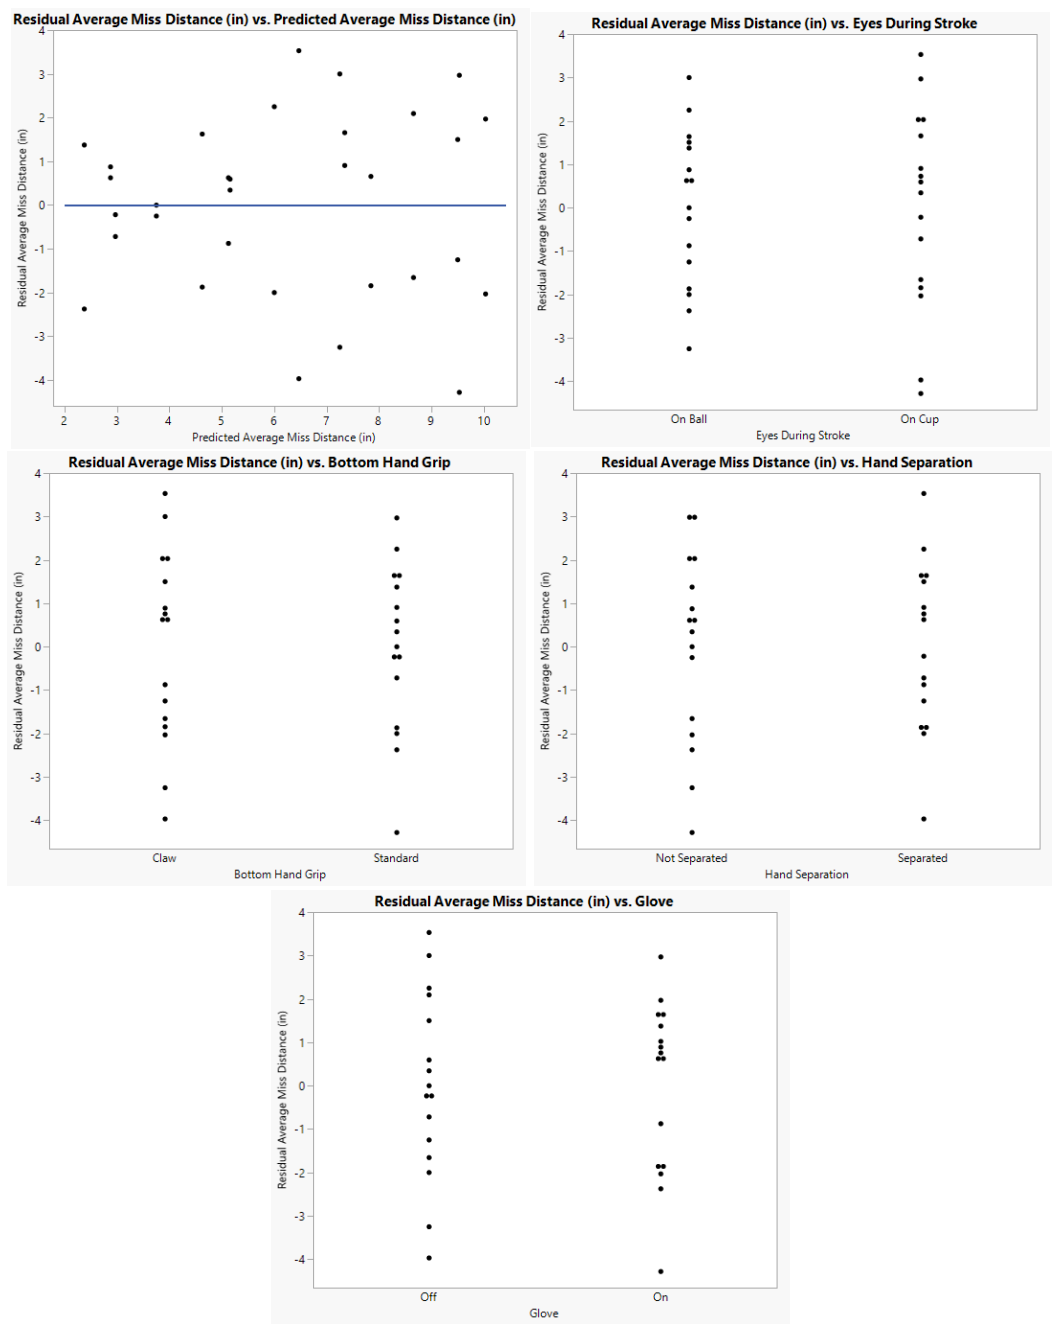 Residual Average Miss Distance (in) vs. Predicted Average Miss Distance (in)
4
3
2
1
0
-1
-2
-3
-4
Residual Average Miss Distance (in)
2 3 4 5 6 7 8 9 10
Predicted Average Miss Distance (in)
Residual Average Miss Distance (in) vs. Eyes During Stroke
4
3
2
1
0
-1
-2
-3
-4
Residual Average Miss Distance (in)
On Ball On Cup
Eyes During Stroke
Residual Average Miss Distance (in) vs. Bottom Hand Grip
4
3
2
1
0
-1
-2
-3
-4
Residual Average Miss Distance (in)
Claw Standard
Bottom Hand Grip
Residual Average Miss Distance (in) vs. Hand Separation
4
3
2
1
0
-1
-2
-3
-4
Residual Average Miss Distance (in)
Not Separated Separated
Hand Separation
Residual Average Miss Distance (in) vs. Glove
4
3
2
1
0
-1
-2
-3
-4
Residual Average Miss Distance (in)
Off On
Glove